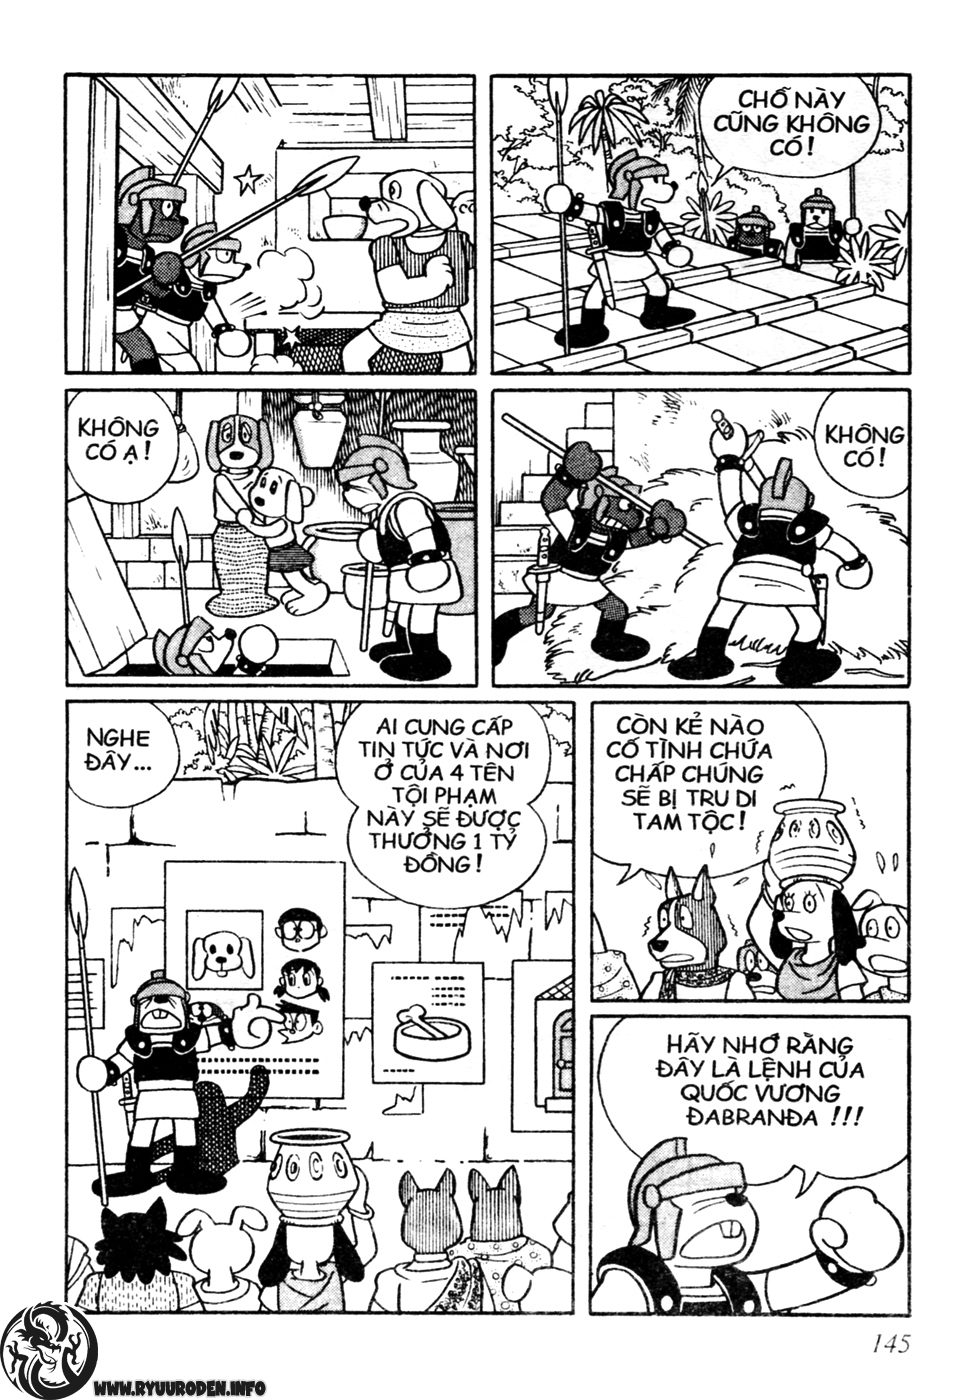 CHỖ NÀY
CŨNG KHÔNG
CÓ!
KHÔNG
CÓ Ạ!
KHÔNG
CÓ!
NGHE
ĐÂY...
AI CUNG CẤP
TIN TỨC VÀ NƠI
Ở CỦA 4 TÊN
TỘI PHẠM
NÀY SẼ ĐƯỢC
THƯỞNG 1 TỶ
ĐỒNG!
CÒN KẺ NÀO
CỐ TÌNH CHỨA
CHẤP CHÚNG
SẼ BỊ TRU DI
TAM TỘC!
HÃY NHỚ RẰNG
ĐÂY LÀ LỆNH CỦA
QUỐC VƯƠNG
ĐABRANĐA !!!
145
WWW.RYUURODEN.INFO